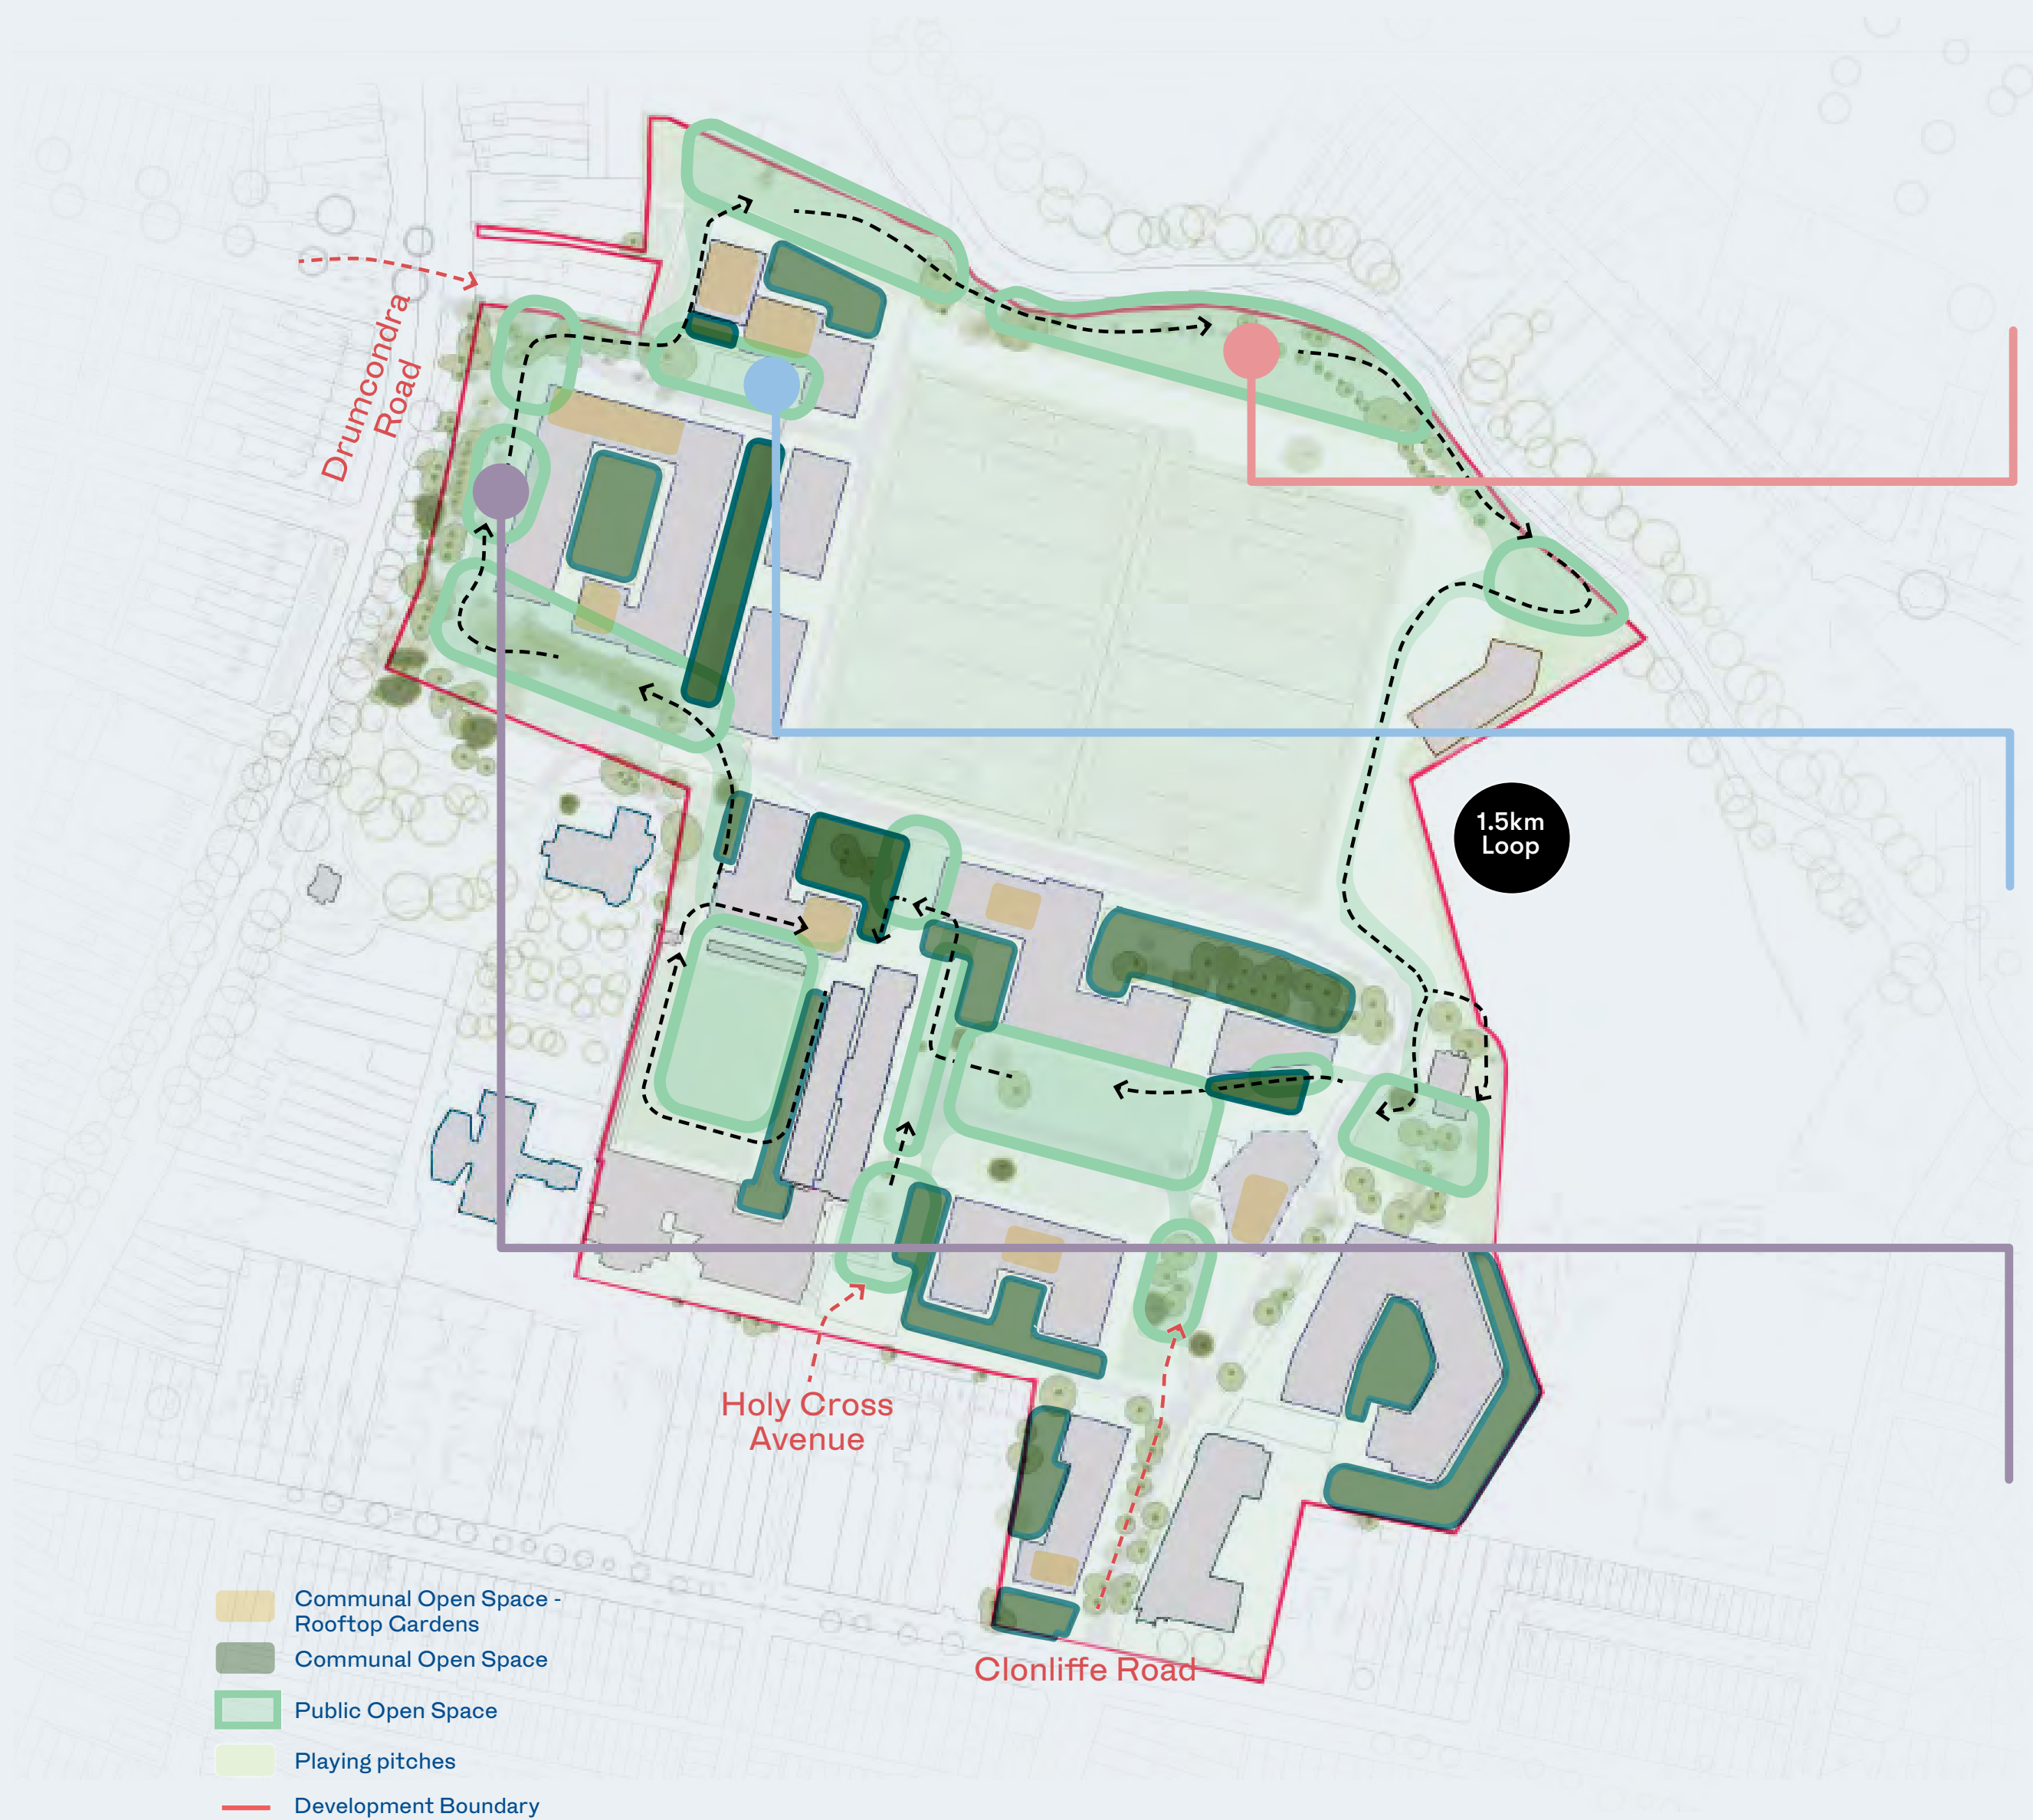 Drumcondra
Road
1.5km
Loop
Holy Cross
Avenue
Clonliffe Road
Communal Open Space -
Rooftop Gardens
Communal Open Space
Public Open Space
Playing pitches
Development Boundary